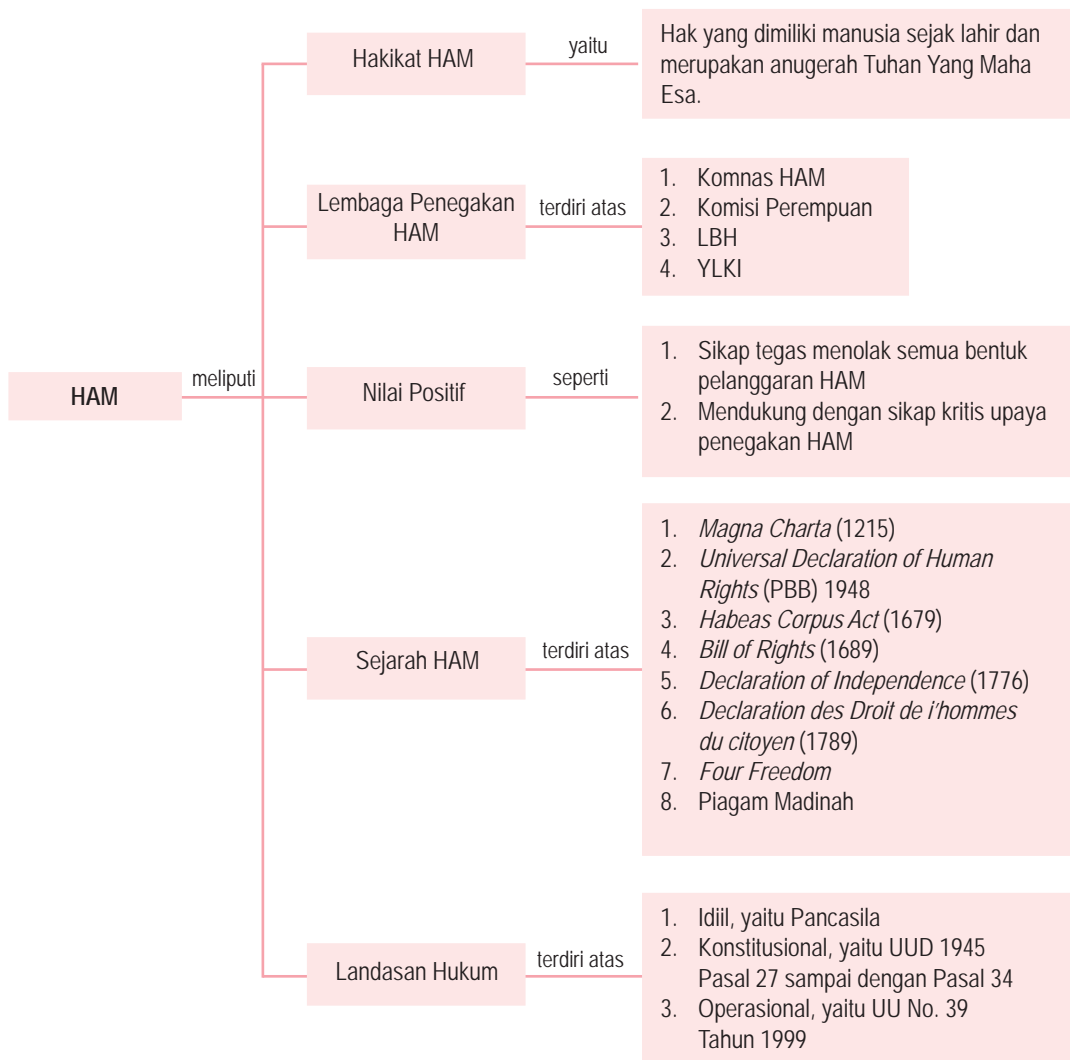 Hakikat HAM
yaitu
Hak yang dimiliki manusia sejak lahir dan
merupakan anugerah Tuhan Yang Maha
Esa.
Lembaga Penegakan
HAM
terdiri atas
1. Komnas HAM
2. Komisi Perempuan
3. LBH
4. YLKI
HAM
meliputi
Nilai Positif
seperti
1. Sikap tegas menolak semua bentuk
pelanggaran HAM
2. Mendukung dengan sikap kritis upaya
penegakan HAM
Sejarah HAM
terdiri atas
1. Magna Charta (1215)
2. Universal Declaration of Human
Rights (PBB) 1948
3. Habeas Corpus Act (1679)
4. Bill of Rights (1689)
5. Declaration of Independence (1776)
6. Declaration des Droit de i'hommes
du citoyen (1789)
7. Four Freedom
8. Piagam Madinah
Landasan Hukum
terdiri atas
1. Idiil, yaitu Pancasila
2. Konstitusional, yaitu UUD 1945
Pasal 27 sampai dengan Pasal 34
3. Operasional, yaitu UU No. 39
Tahun 1999